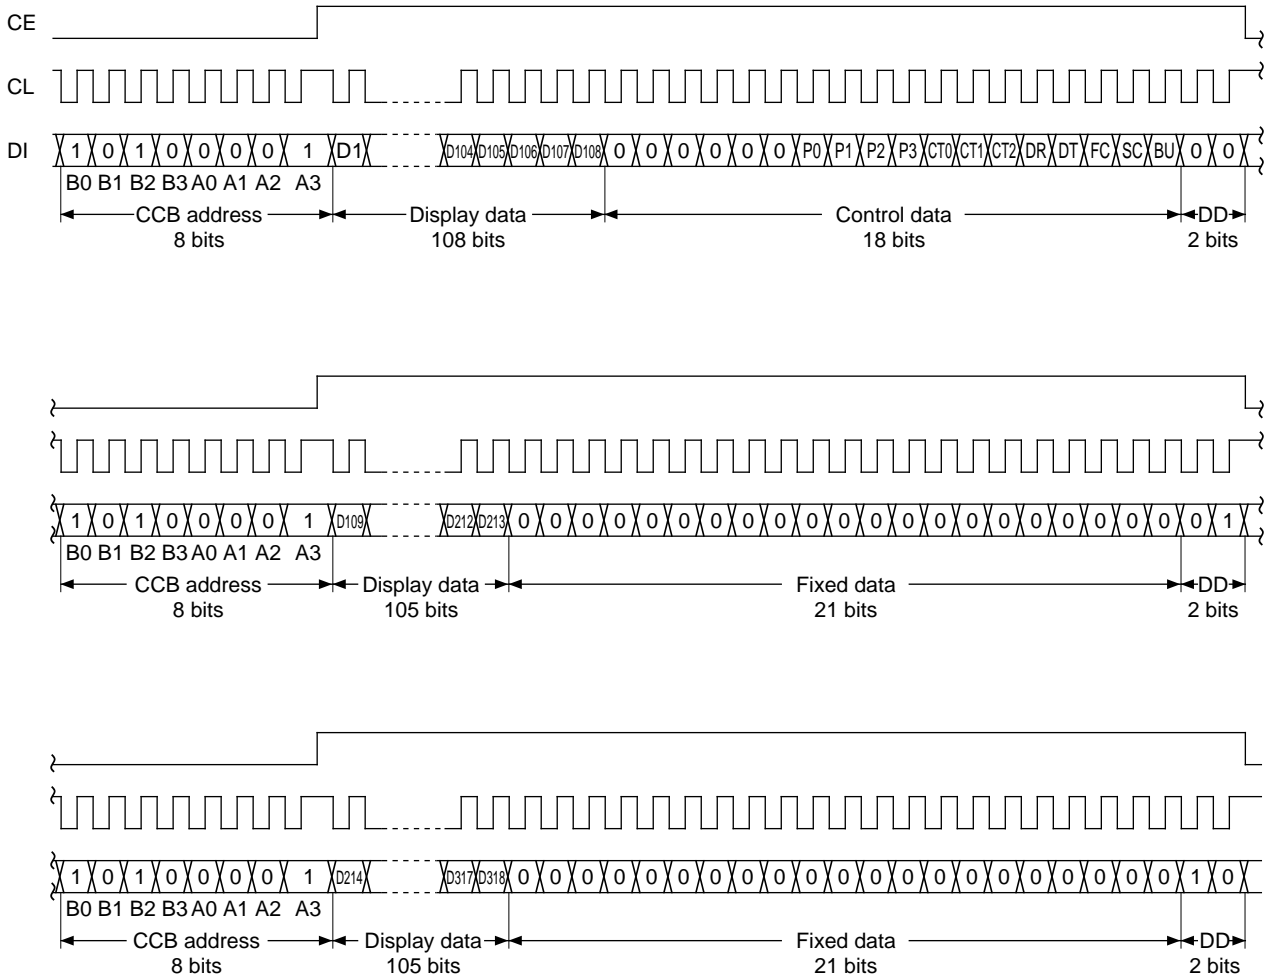 CE
CL
DI 1 0 1 0 0 0 0 1 D1 D104 D105 D106 D107 D108 0 0 0 0 0 0 P0 P1 P2 P3 CT0 CT1 CT2 DR DT FC SC BU 0 0
B0 B1 B2 B3 A0 A1 A2 A3
CCB address Display data Control data DD
8 bits 108 bits 18 bits 2 bits
1 0 1 0 0 0 0 1 D109 D212 D213 0 0 0 0 0 0 0 0 0 0 0 0 0 0 0 0 0 0 0 0 0 0 1
B0 B1 B2 B3 A0 A1 A2 A3
CCB address Display data Fixed data DD
8 bits 105 bits 21 bits 2 bits
1 0 1 0 0 0 0 1 D214 D317 D318 0 0 0 0 0 0 0 0 0 0 0 0 0 0 0 0 0 0 0 0 0 1 0
B0 B1 B2 B3 A0 A1 A2 A3
CCB address Display data Fixed data DD
8 bits 105 bits 21 bits 2 bits